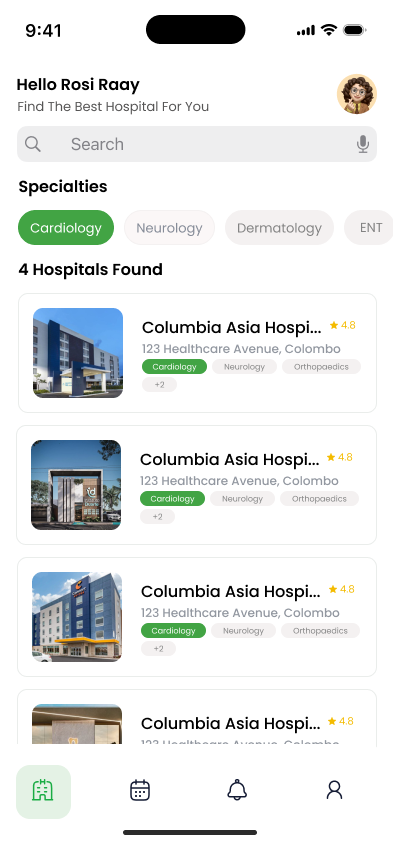 9:41
Hello Rosi Raay
Find The Best Hospital For You
Search
Specialties
Cardiology Neurology Dermatology ENT
4 Hospitals Found
Columbia Asia Hospi... 4.8
123 Healthcare Avenue, Colombo
Cardiology Neurology Orthopaedics
+2
Columbia Asia Hospi... 4.8
123 Healthcare Avenue, Colombo
Cardiology Neurology Orthopaedics
+2
Columbia Asia Hospi... 4.8
123 Healthcare Avenue, Colombo
Cardiology Neurology Orthopaedics
+2
Columbia Asia Hospi... 4.8
123 Healthcare Avenue, Colombo